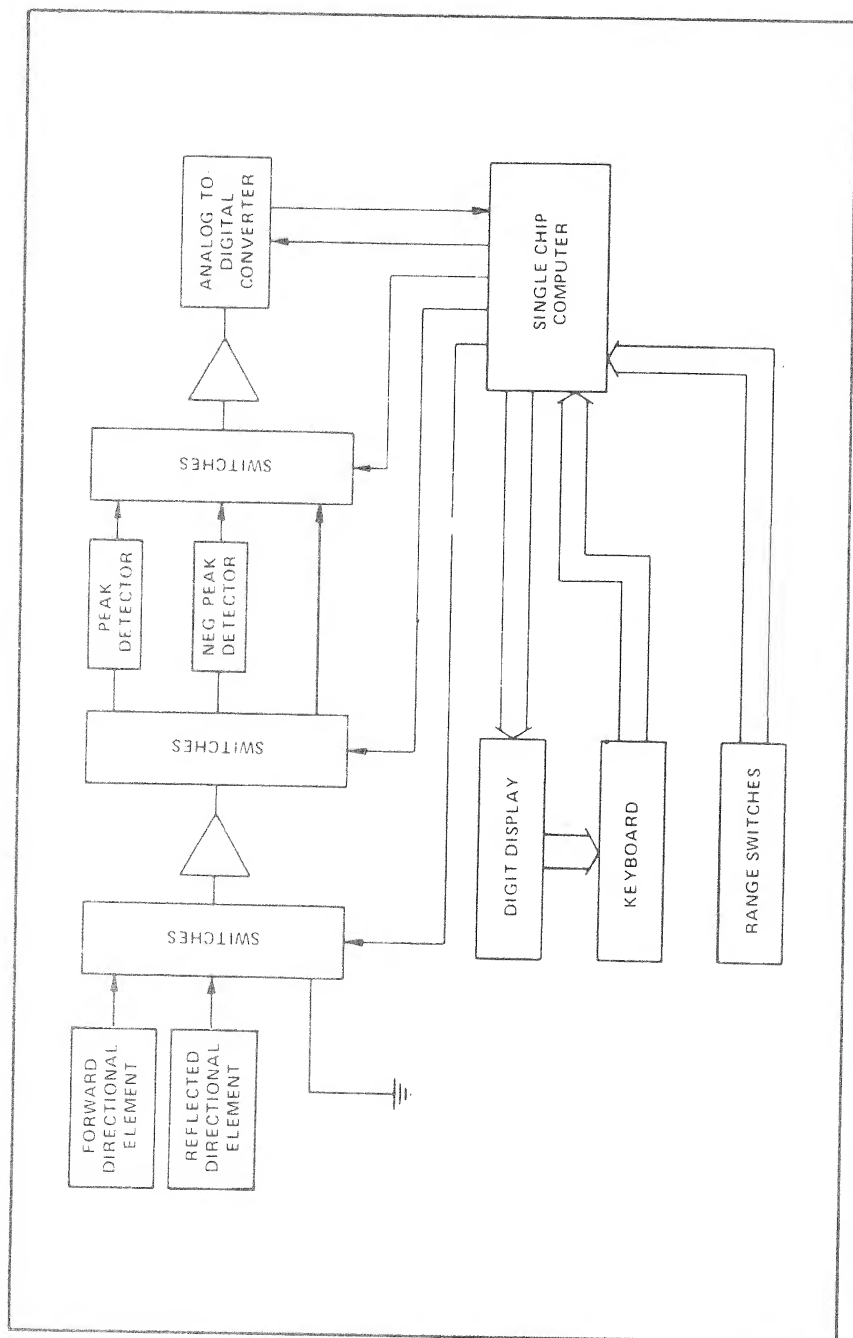 FORWARD
DIRECTIONAL
ELEMENT
REFLECTED
DIRECTIONAL
ELEMENT
SWITCHES
SWITCHES
PEAK
DETECTOR
NEG PEAK
DETECTOR
SWITCHES
ANALOG TO-
DIGITAL
CONVERTER
DIGIT DISPLAY
KEYBOARD
RANGE SWITCHES
SINGLE CHIP
COMPUTER